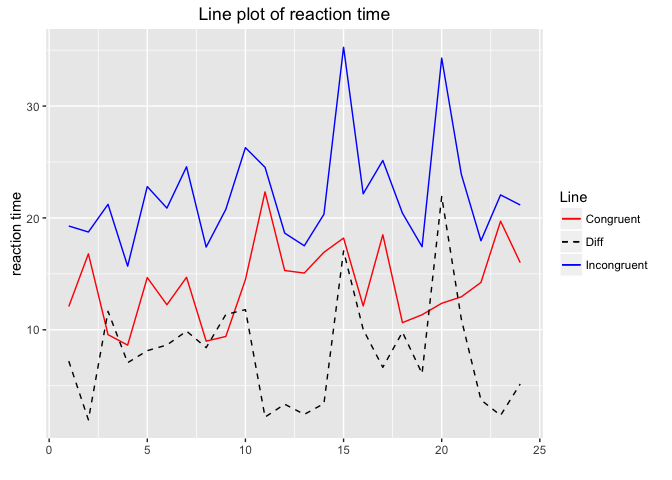 Line plot of reaction time
30
20
10
reaction time
0 5 10 15 20 25
Line
Congruent
Diff
Incongruent